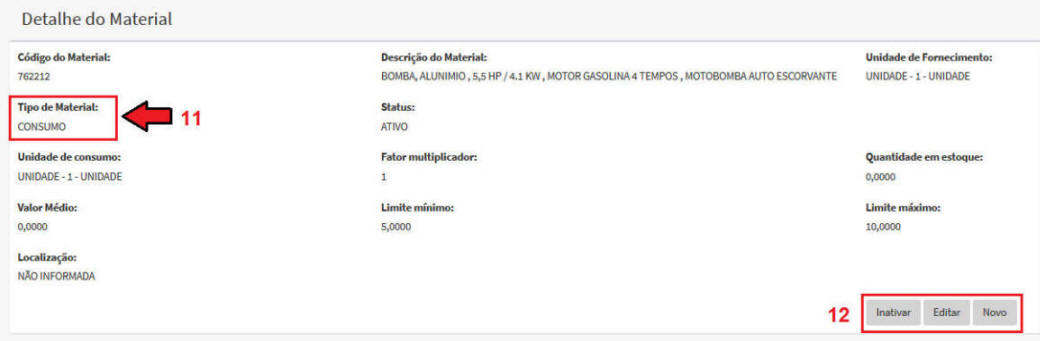 Detalhe do Material
Código do Material:
762212
Descrição do Material:
BOMBA, ALUNIMIO , 5,5 HP / 4.1 KW , MOTOR GASOLINA 4 TEMPOS , MOTOBOMBA AUTO ESCORVANTE
Unidade de Fornecimento:
UNIDADE - 1 - UNIDADE
Tipo de Material:
CONSUMO
11
Status:
ATIVO
Unidade de consumo:
UNIDADE - 1 - UNIDADE
Fator multiplicador:
1
Quantidade em estoque:
0,0000
Valor Médio:
0,0000
Limite mínimo:
5,0000
Limite máximo:
10,0000
Localização:
NÃO INFORMADA
12
Inativar
Editar
Novo